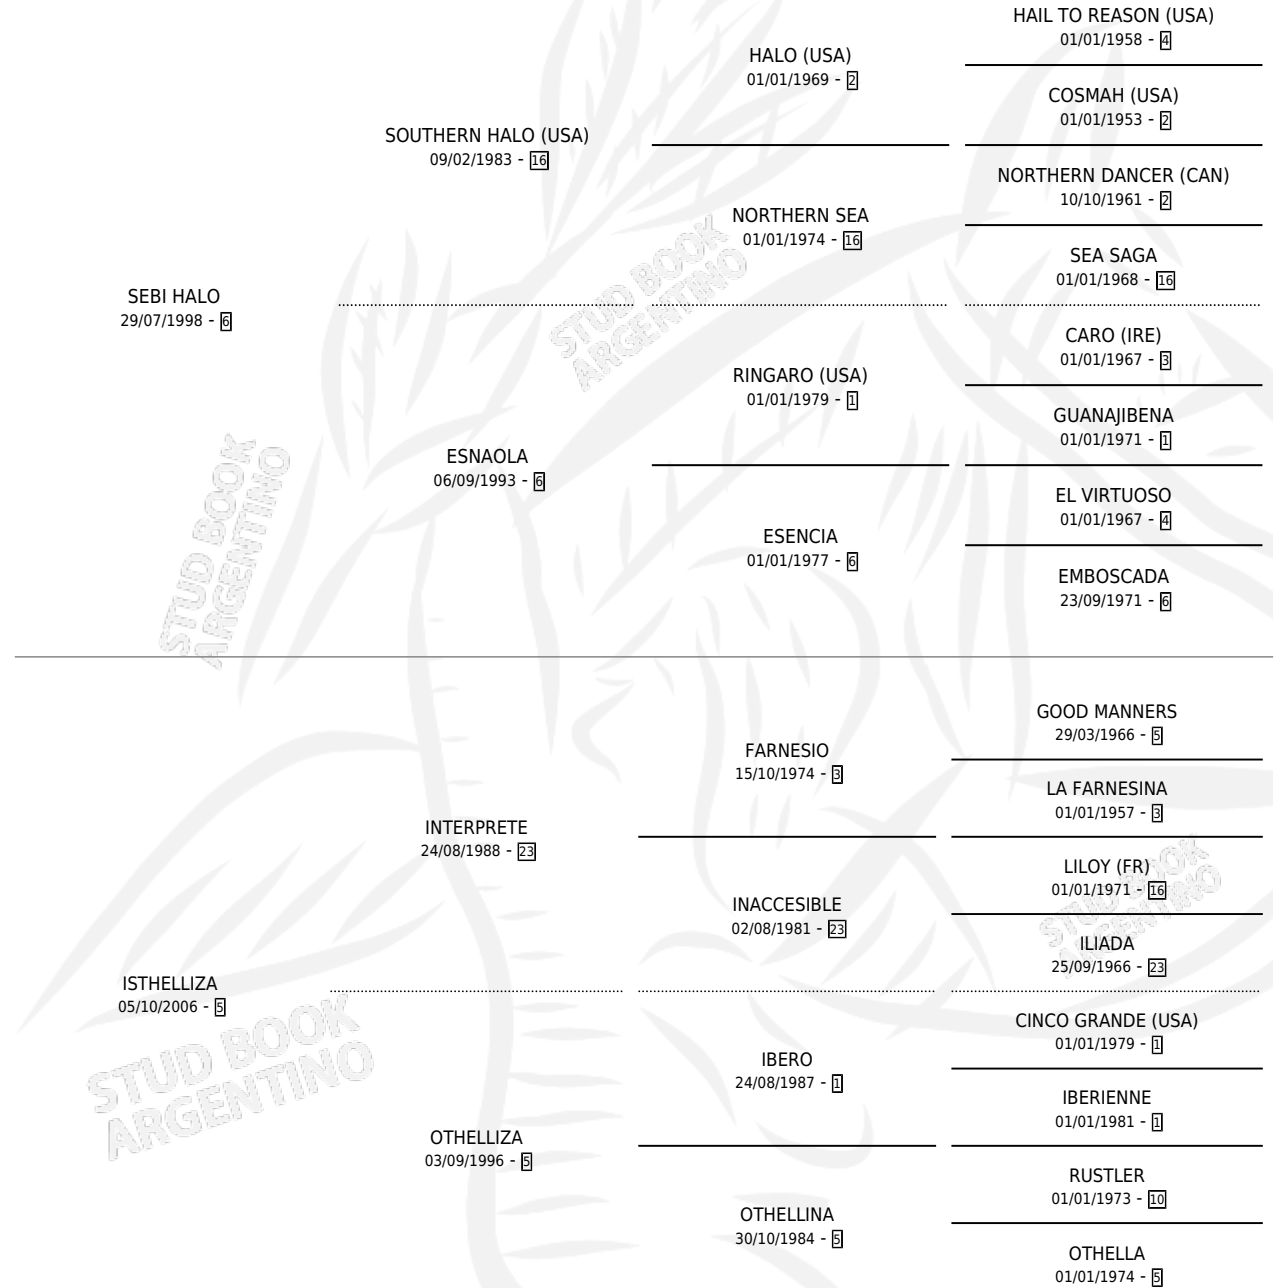 HAIL TO REASON (USA)
01/01/1958 - 4
HALO (USA)
01/01/1969 - 2
COSMAH (USA)
01/01/1953 - 2
SOUTHERN HALO (USA)
09/02/1983 - 16
NORTHERN DANCER (CAN)
10/10/1961 - 2
NORTHERN SEA
01/01/1974 - 16
SEA SAGA
01/01/1968 - 16
SEBI HALO
29/07/1998 - 6
STUD BOOK
ARGENTINO
CARO (IRE)
01/01/1967 - 3
RINGARO (USA)
01/01/1979 - 1
GUANAJIBENA
01/01/1971 - 1
ESNAOLA
06/09/1993 - 6
EL VIRTUOSO
01/01/1967 - 4
ESENCIA
01/01/1977 - 6
EMBOSCADA
23/09/1971 - 6
STUD BOOK
ARGENTINO
GOOD MANNERS
29/03/1966 - 5
FARNESIO
15/10/1974 - 3
LA FARNESINA
01/01/1957 - 3
INTERPRETE
24/08/1988 - 23
LILOY (FR)
01/01/1971 - 16
INACCESIBLE
02/08/1981 - 23
STUD BOOK
ARGENTINO
ILIADA
25/09/1966 - 23
ISTHELLIZA
05/10/2006 - 5
STUD BOOK
ARGENTINO
CINCO GRANDE (USA)
01/01/1979 - 1
IBERO
24/08/1987 - 1
IBERIENNE
01/01/1981 - 1
OTHELLIZA
03/09/1996 - 5
RUSTLER
01/01/1973 - 10
OTHELLINA
30/10/1984 - 5
OTHELLA
01/01/1974 - 5